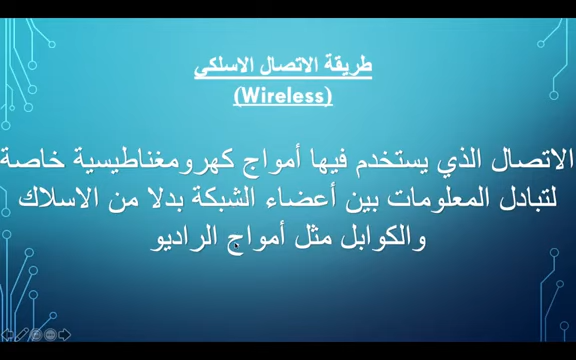 طريقة الاتصال الاسلكي
(Wireless)
الاتصال الذي يستخدم فيها أمواج كهرومغناطيسية خاصة
لتبادل المعلومات بين أعضاء الشبكة بدلا من الاسلاك
والكوابل مثل أمواج الراديو